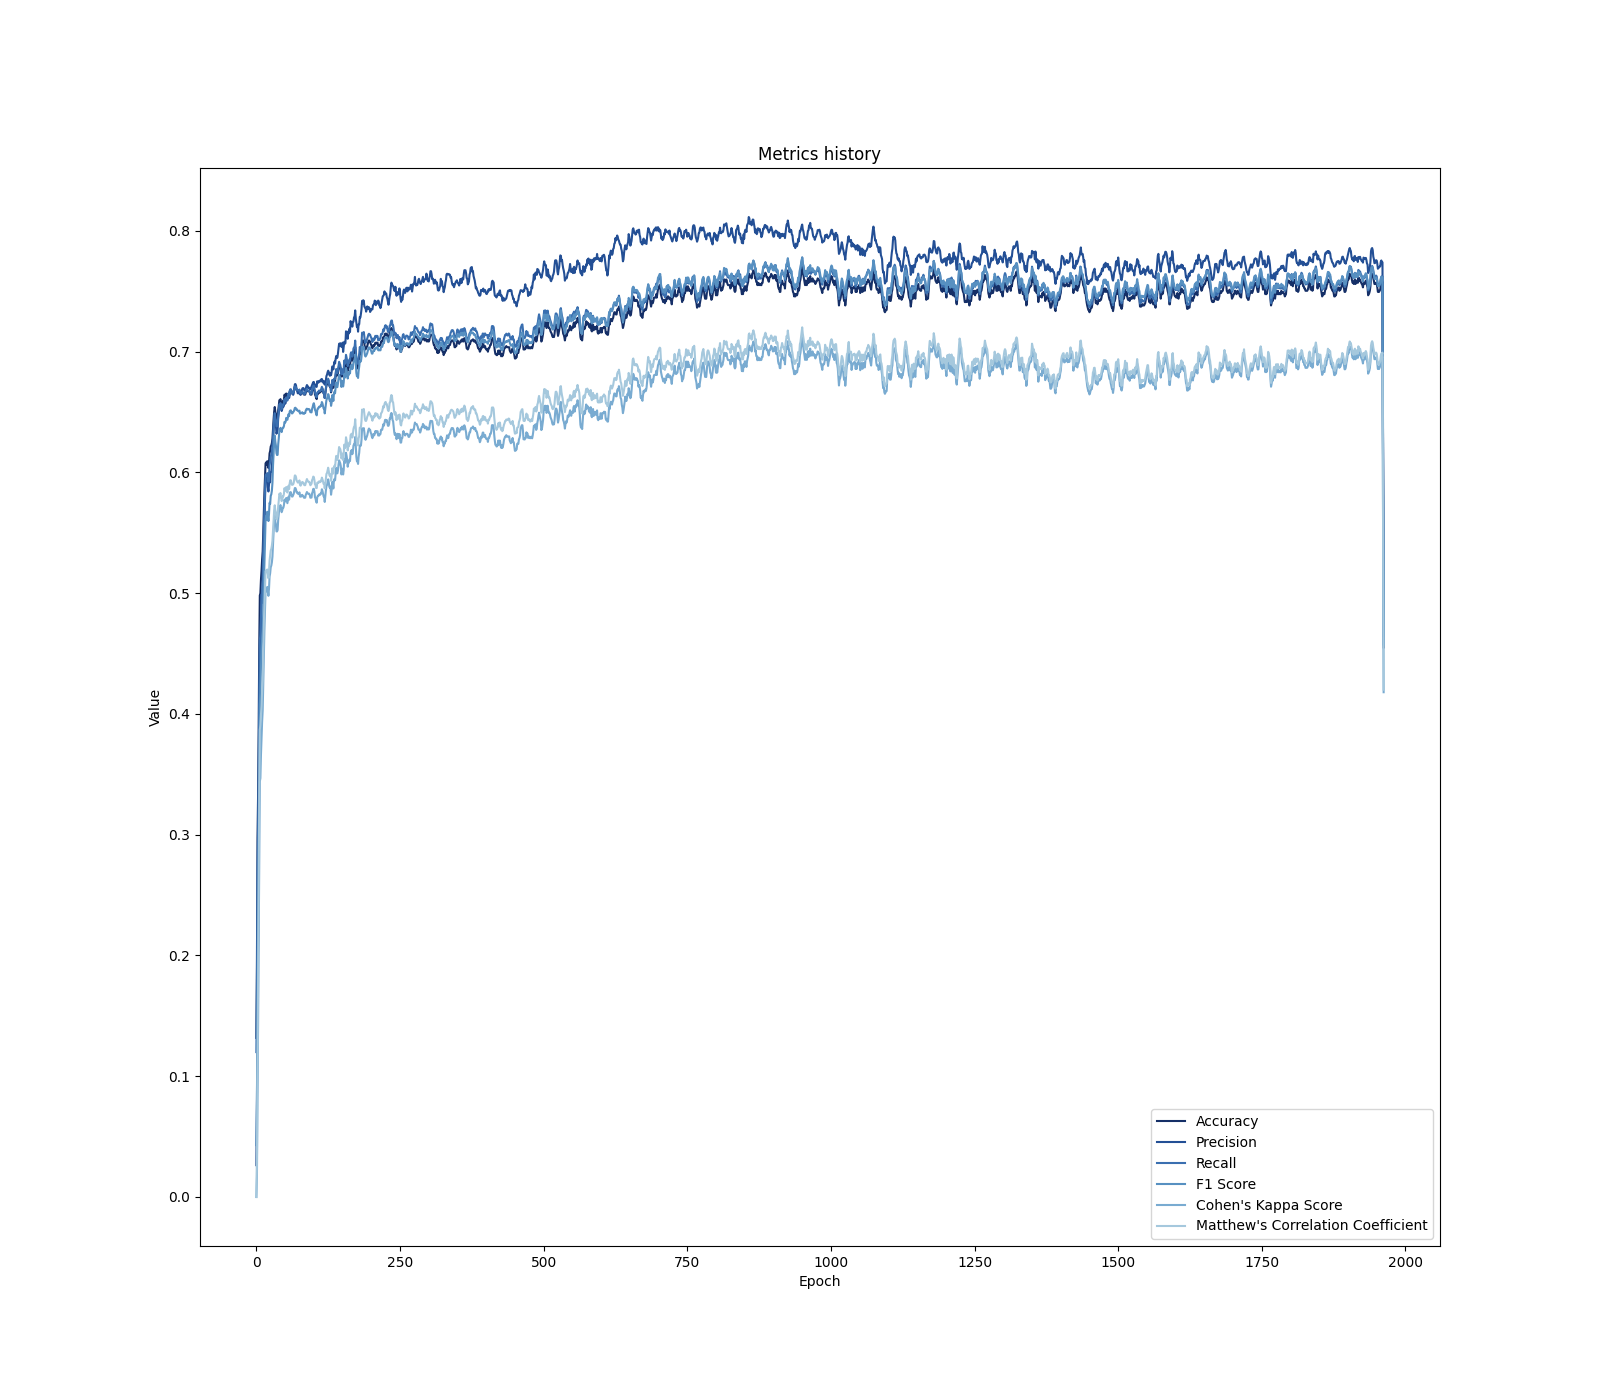 Metrics history
0.8
0.7
0.6
0.5
0.4
0.3
0.2
0.1
0.0
Value
0 250 500 750 1000 1250 1500 1750 2000
Epoch
Accuracy
Precision
Recall
F1 Score
Cohen's Kappa Score
Matthew's Correlation Coefficient